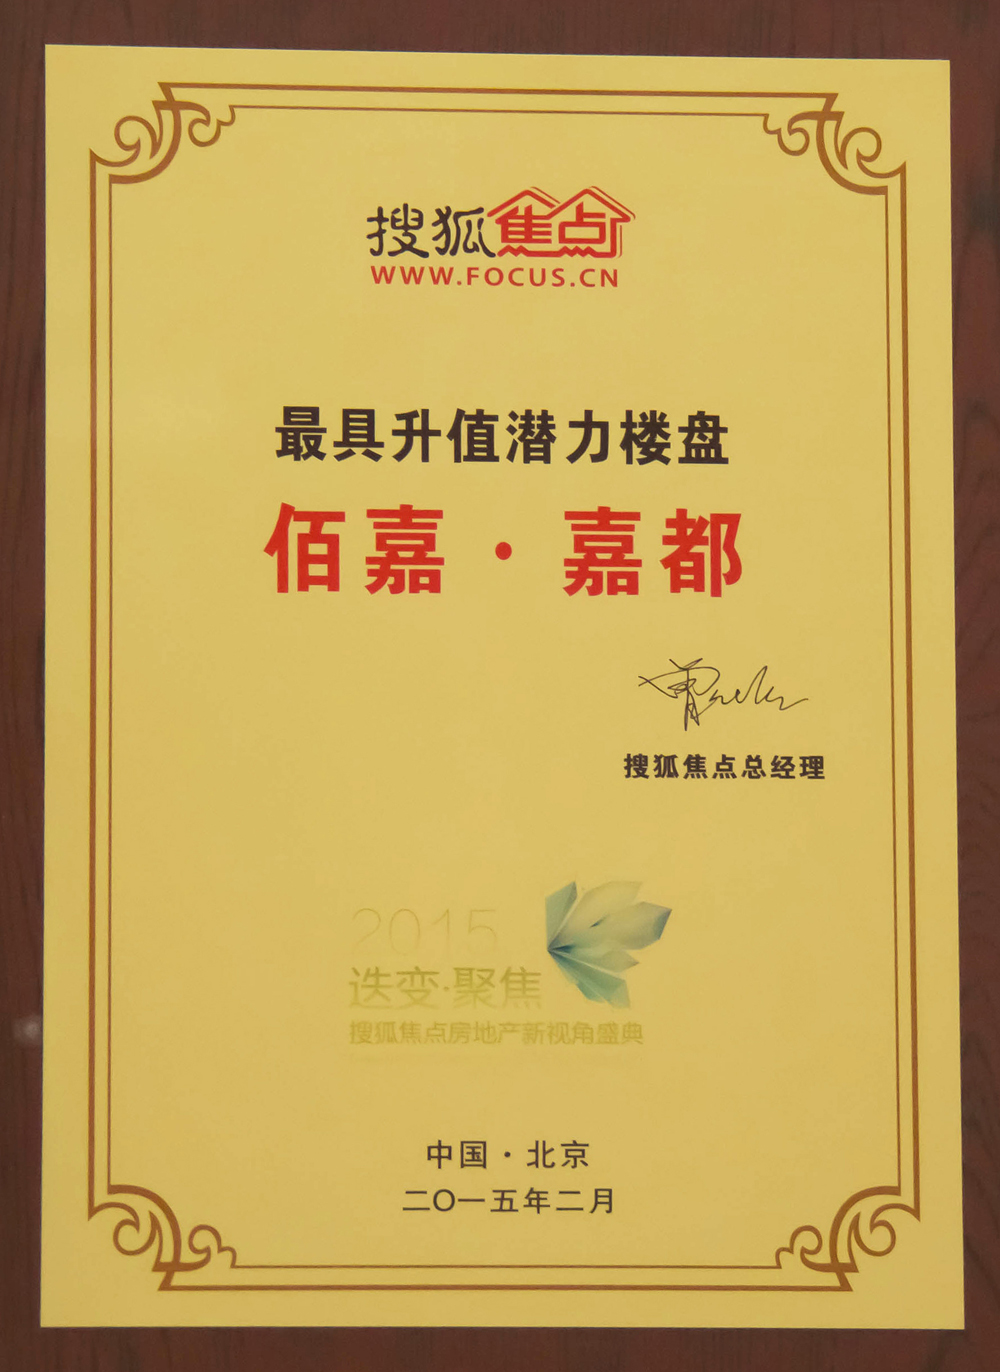 搜狐焦点
WWW.FOCUS.CN
最具升值潜力楼盘
佰嘉·嘉都
搜狐焦点总经理
2015
迭变·聚焦
搜狐焦点房地产新视角盛典
中国·北京
二〇一五年二月